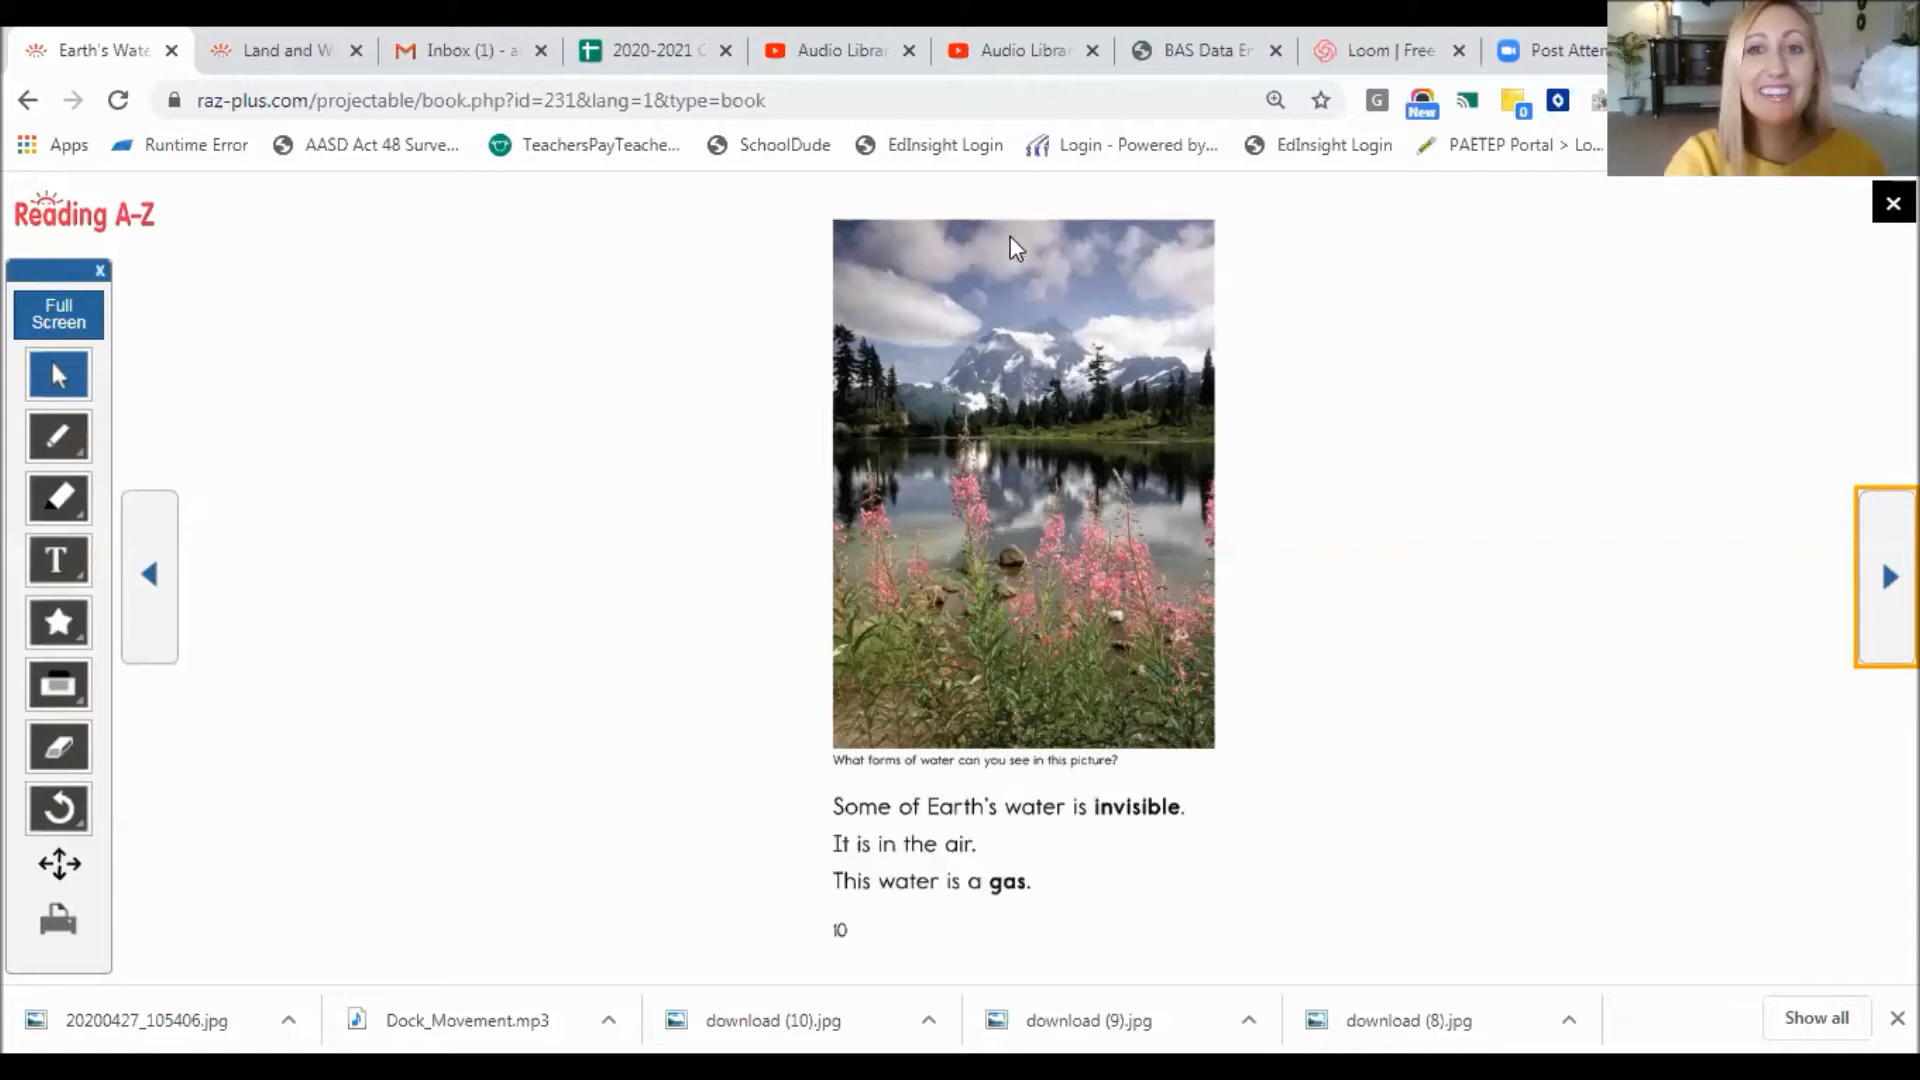 Earth's Wate
Land and W
Inbox (1) - a
2020-2021 C
Audio Librar
Audio Librar
BAS Data En
Loom | Free
Post Atten
raz-plus.com/projectable/book.php?id=231&lang=1&type=book
G
New
0
Apps
Runtime Error
AASD Act 48 Surve...
TeachersPayTeache...
SchoolDude
EdInsight Login
Login - Powered by...
EdInsight Login
PAETEP Portal > Lo...
Reading A-Z
X
Full
Screen
T
What forms of water can you see in this picture?
Some of Earth's water is invisible.
It is in the air.
This water is a gas.
10
20200427_105406.jpg
Dock_Movement.mp3
download (10).jpg
download (9).jpg
download (8).jpg
Show all